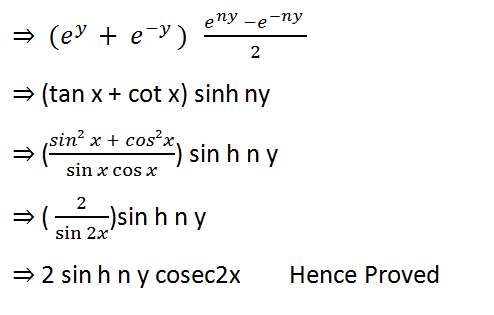 ⇒ (e^y + e^−y) (e^ny − e^−ny)/2
⇒ (tan x + cot x) sinh ny
⇒ ((sin² x + cos²x)/(sin x cos x)) sin h n y
⇒ (2/(sin 2x))sin h n y
⇒ 2 sin h n y cosec2x Hence Proved